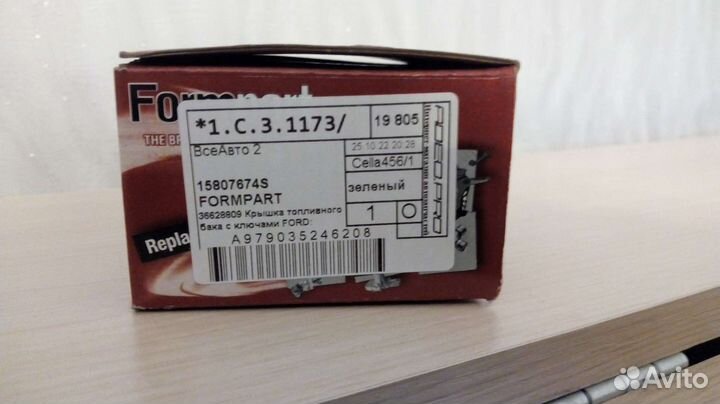 Formpart
THE BR
*1.C.3.1173/
19 805
ВсеАвто 2
25.10.22 20:28
Cella456/1
15807674S
зеленый
FORMPART
36628809 Крышка топливного
бака с ключами FORD:
1
O
A979035246208
Repla
Avito